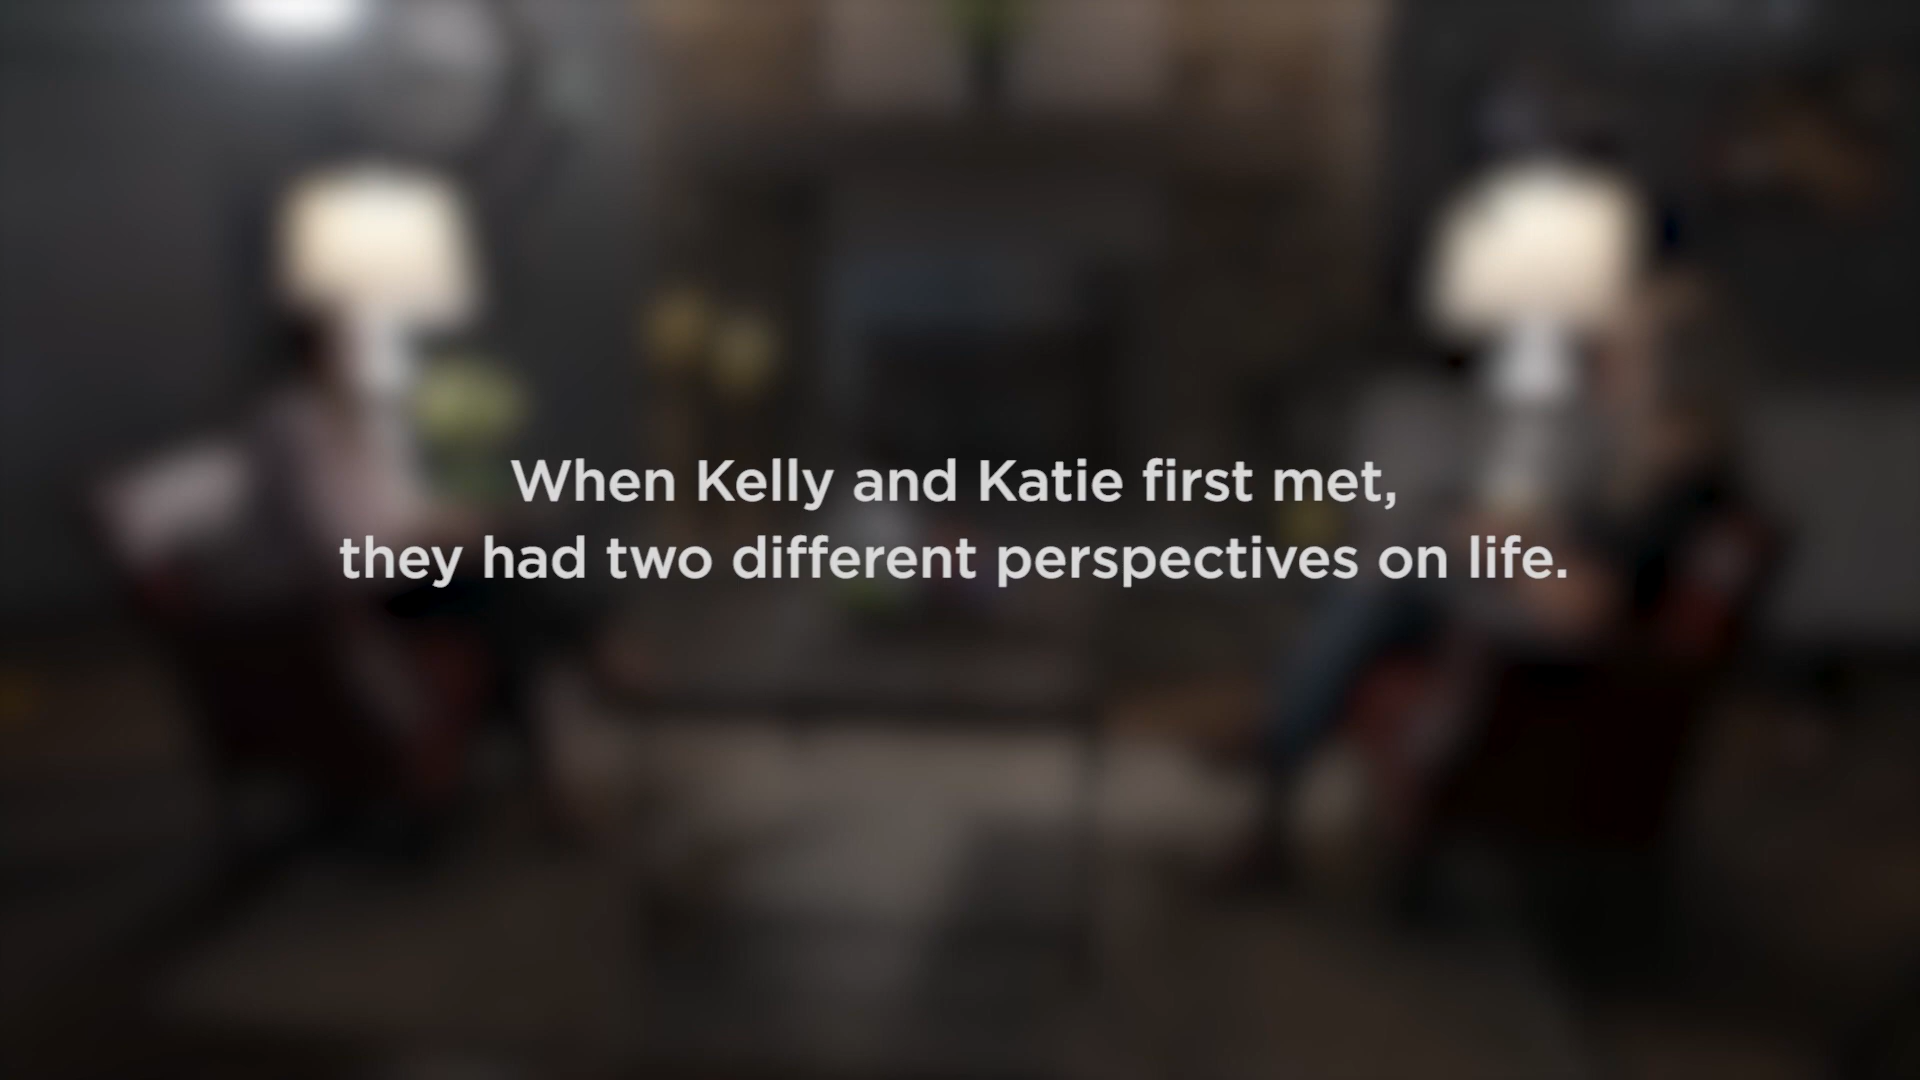 When Kelly and Katie first met,
they had two different perspectives on life.